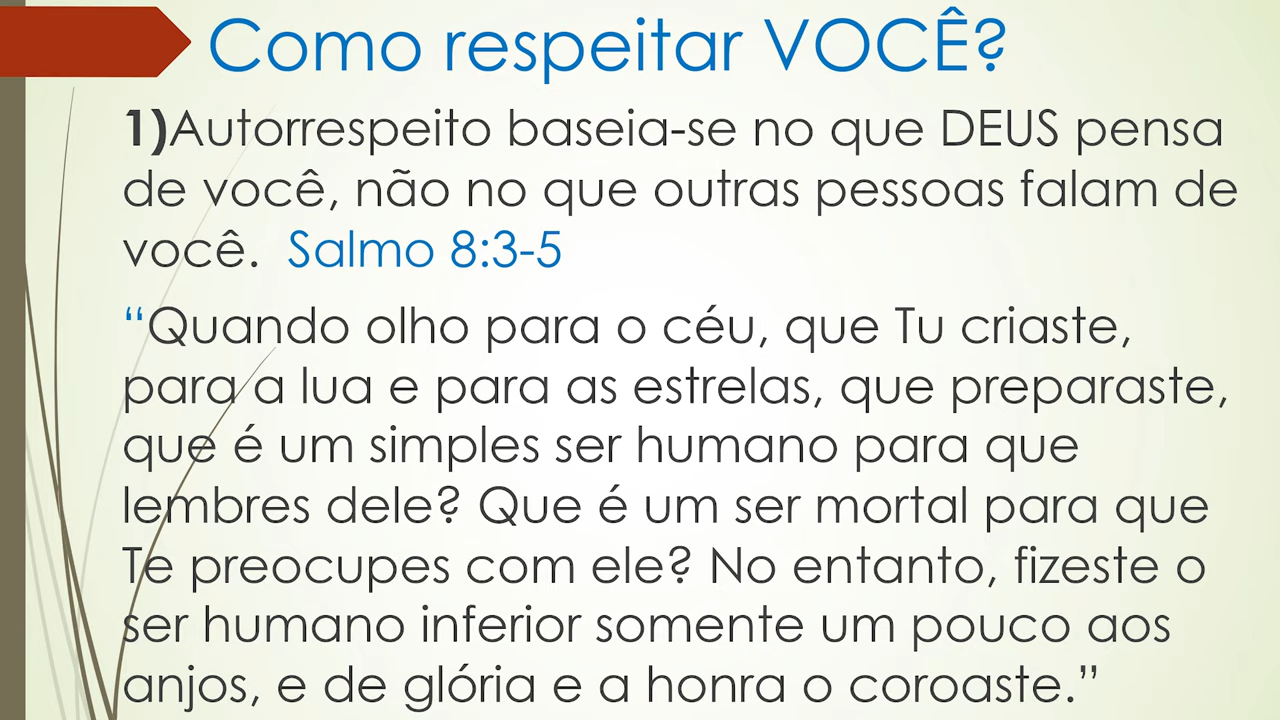 Como respeitar VOCÊ?
1)Autorrespeito baseia-se no que DEUS pensa
de você, não no que outras pessoas falam de
você. Salmo 8:3-5
“Quando olho para o céu, que Tu criaste,
para a lua e para as estrelas, que preparaste,
que é um simples ser humano para que
lembres dele? Que é um ser mortal para que
Te preocupes com ele? No entanto, fizeste o
ser humano inferior somente um pouco aos
anjos, e de glória e a honra o coroaste.”